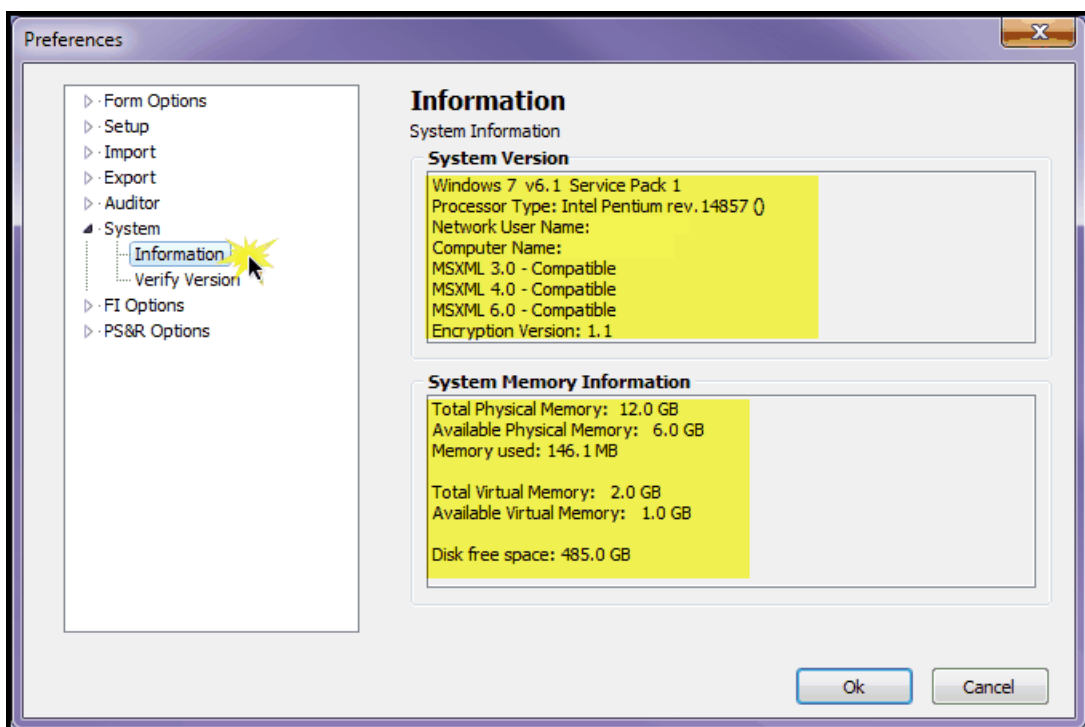 Preferences
Form Options
Setup
Import
Export
Auditor
System
Information
Verify Version
FI Options
PS&R Options
Information
System Information
System Version
Windows 7 v6.1 Service Pack 1
Processor Type: Intel Pentium rev.14857 ()
Network User Name:
Computer Name:
MSXML 3.0 - Compatible
MSXML 4.0 - Compatible
MSXML 6.0 - Compatible
Encryption Version: 1.1
System Memory Information
Total Physical Memory: 12.0 GB
Available Physical Memory: 6.0 GB
Memory used: 146.1 MB
Total Virtual Memory: 2.0 GB
Available Virtual Memory: 1.0 GB
Disk free space: 485.0 GB
Ok
Cancel